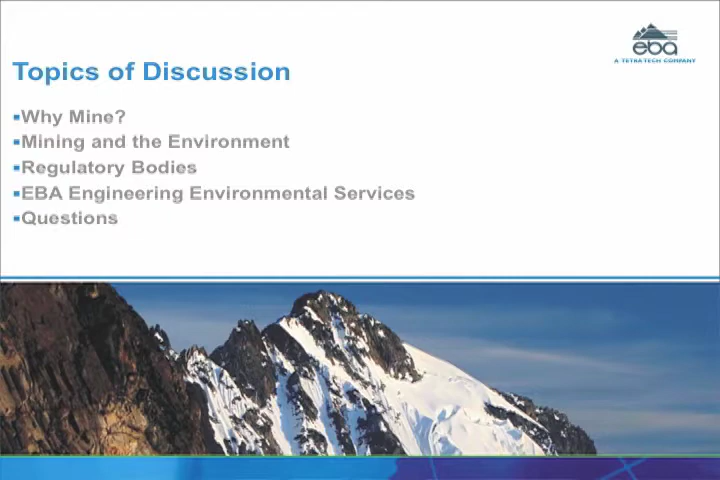 eba
A TETRA TECH COMPANY
Topics of Discussion
▪Why Mine?
▪Mining and the Environment
▪Regulatory Bodies
▪EBA Engineering Environmental Services
▪Questions